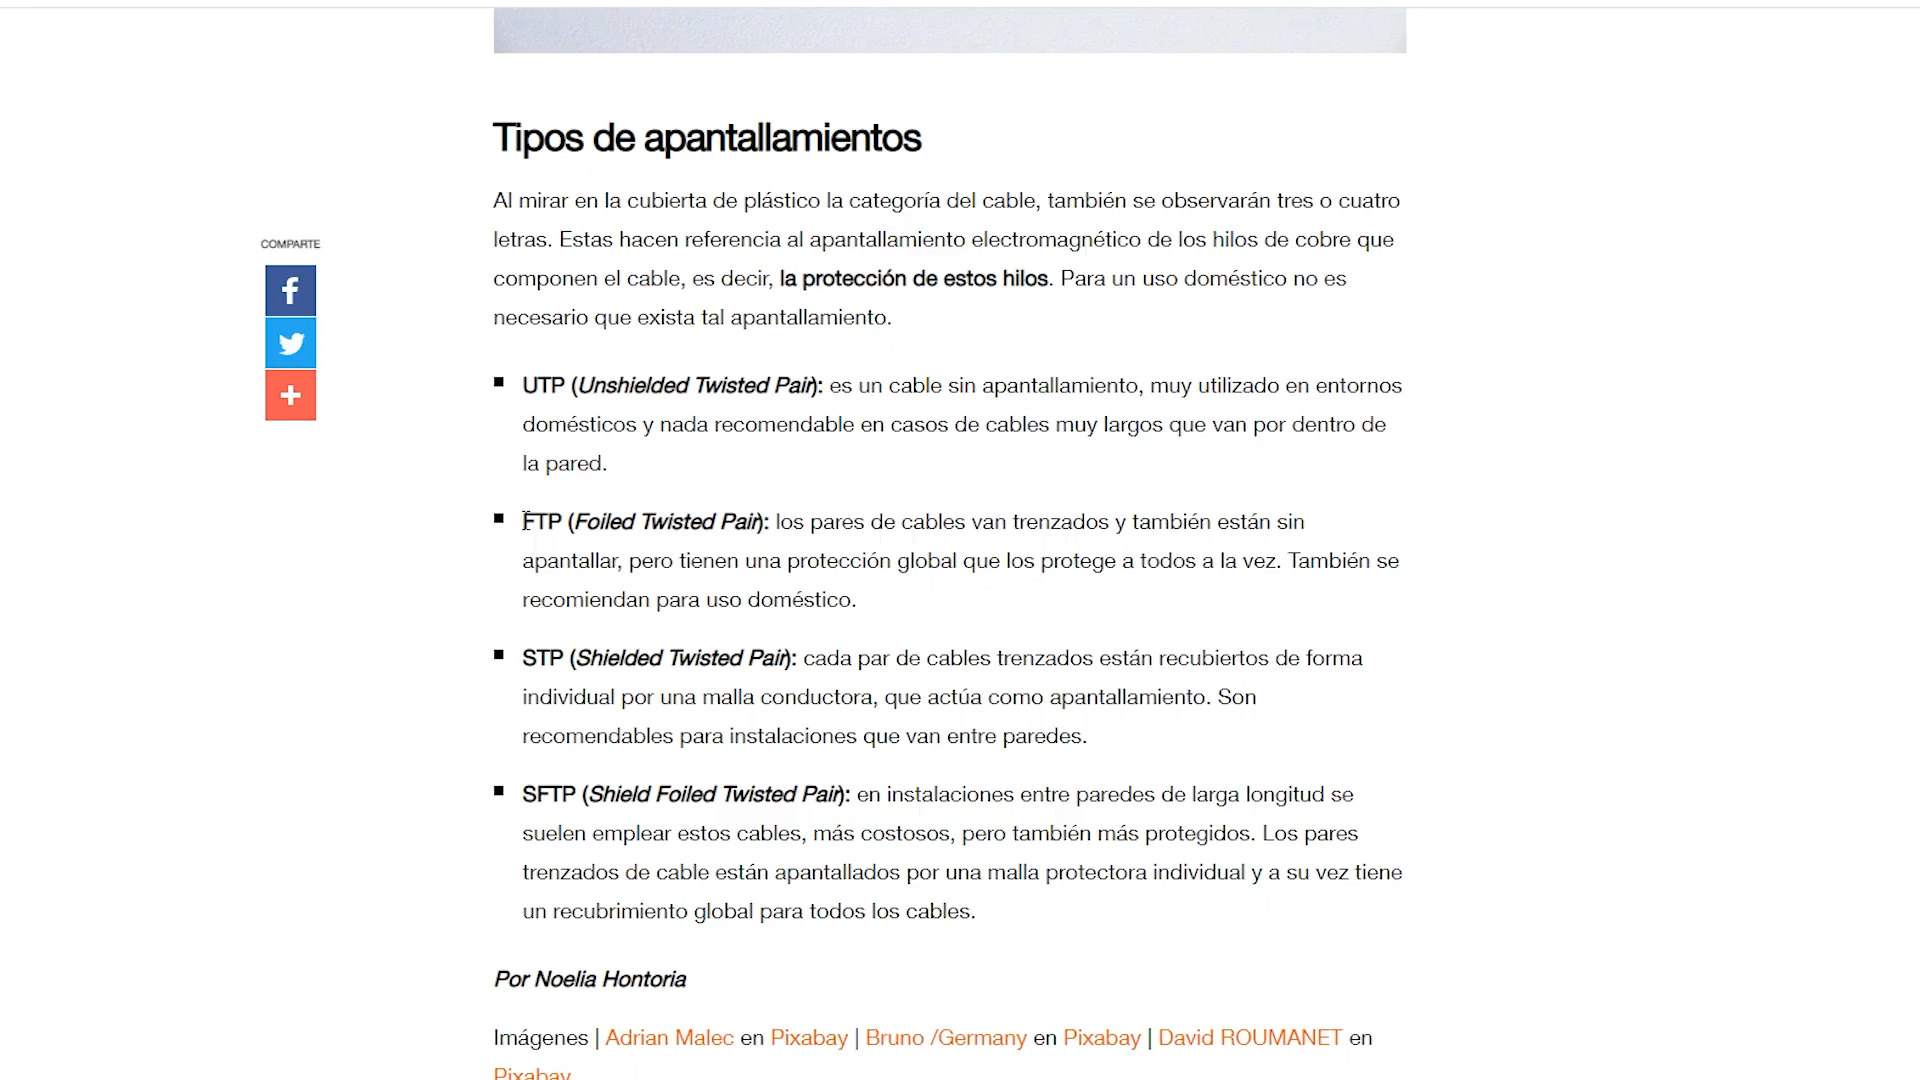 Tipos de apantallamientos
Al mirar en la cubierta de plástico la categoría del cable, también se observarán tres o cuatro
letras. Estas hacen referencia al apantallamiento electromagnético de los hilos de cobre que
componen el cable, es decir, la protección de estos hilos. Para un uso doméstico no es
necesario que exista tal apantallamiento.
COMPARTE
UTP (Unshielded Twisted Pair): es un cable sin apantallamiento, muy utilizado en entornos
domésticos y nada recomendable en casos de cables muy largos que van por dentro de
la pared.
FTP (Foiled Twisted Pair): los pares de cables van trenzados y también están sin
apantallar, pero tienen una protección global que los protege a todos a la vez. También se
recomiendan para uso doméstico.
STP (Shielded Twisted Pair): cada par de cables trenzados están recubiertos de forma
individual por una malla conductora, que actúa como apantallamiento. Son
recomendables para instalaciones que van entre paredes.
SFTP (Shield Foiled Twisted Pair): en instalaciones entre paredes de larga longitud se
suelen emplear estos cables, más costosos, pero también más protegidos. Los pares
trenzados de cable están apantallados por una malla protectora individual y a su vez tiene
un recubrimiento global para todos los cables.
Por Noelia Hontoria
Imágenes | Adrian Malec en Pixabay | Bruno /Germany en Pixabay | David ROUMANET en
Pixabay